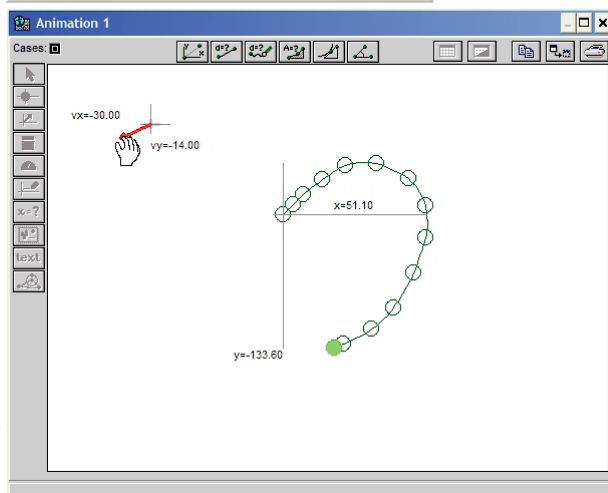 Animation 1
Cases:
y
x
d=?
d=?
A=?
vx=-30.00
vy=-14.00
x=51.10
x=?
text
y=-133.60